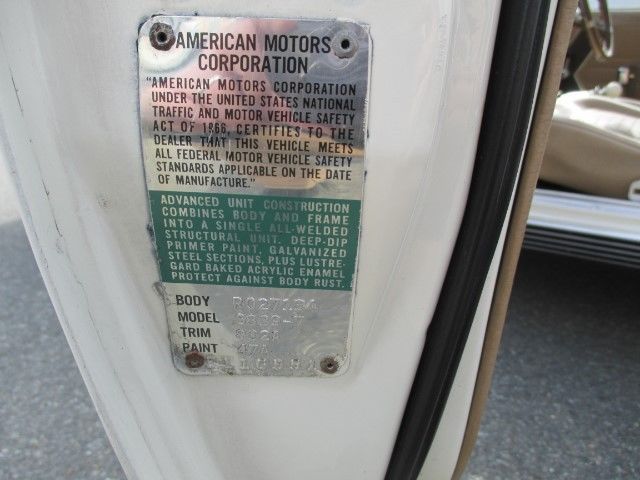 AMERICAN MOTORS
CORPORATION
"AMERICAN MOTORS CORPORATION
UNDER THE UNITED STATES NATIONAL
TRAFFIC AND MOTOR VEHICLE SAFETY
ACT OF 1966, CERTIFIES TO THE
DEALER THAT THIS VEHICLE MEETS
ALL FEDERAL MOTOR VEHICLE SAFETY
STANDARDS APPLICABLE ON THE DATE
OF MANUFACTURE."
ADVANCED UNIT CONSTRUCTION
COMBINES BODY AND FRAME
INTO A SINGLE ALL-WELDED
STRUCTURAL UNIT. DEEP-DIP
PRIMER PAINT, GALVANIZED
STEEL SECTIONS, PLUS LUSTRE-
GARD BAKED ACRYLIC ENAMEL
PROTECT AGAINST BODY RUST.
BODY
MODEL
TRIM
PAINT 47A